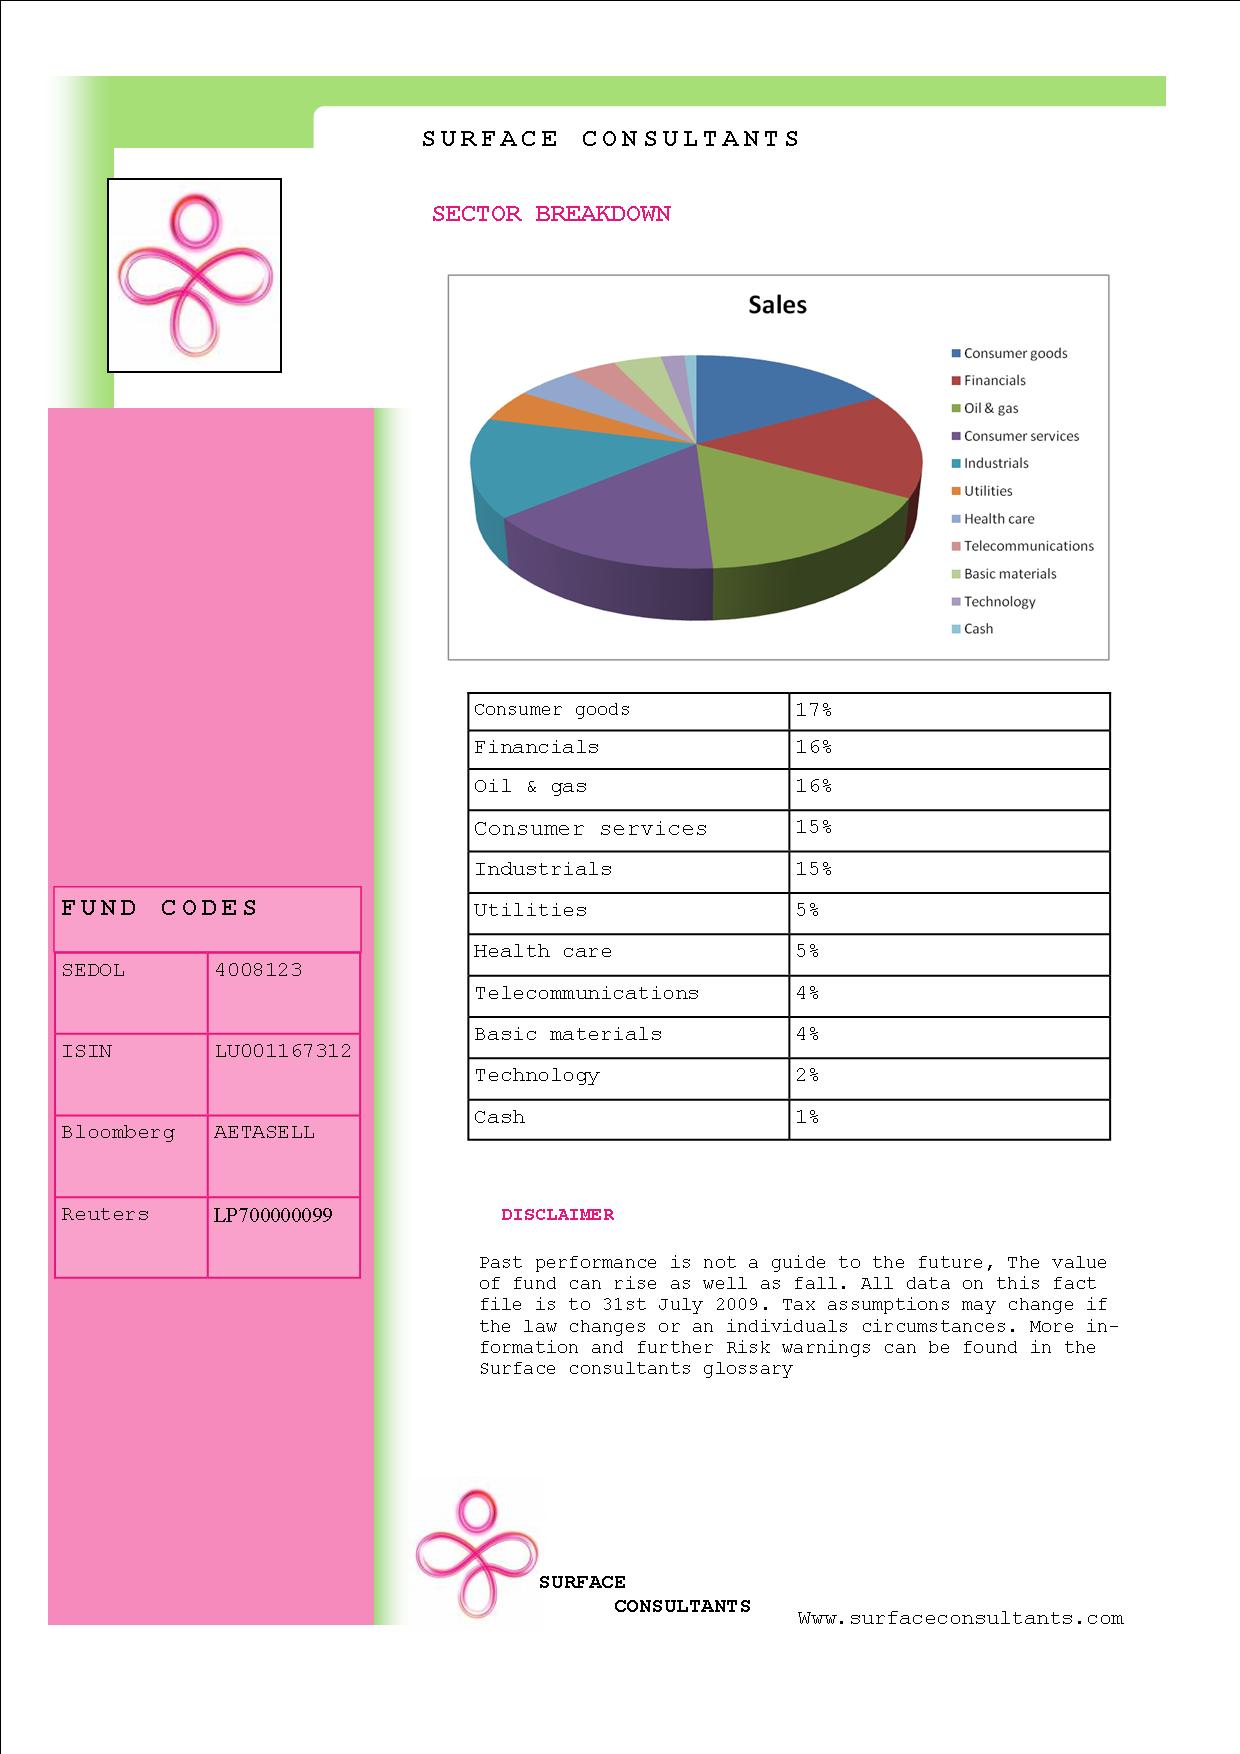 SURFACE CONSULTANTS
SECTOR BREAKDOWN
Sales
Consumer goods
Financials
Oil & gas
Consumer services
Industrials
Utilities
Health care
Telecommunications
Basic materials
Technology
Cash
Consumer goods 17%
Financials 16%
Oil & gas 16%
Consumer services 15%
Industrials 15%
Utilities 5%
Health care 5%
Telecommunications 4%
Basic materials 4%
Technology 2%
Cash 1%
FUND CODES
SEDOL 4008123
ISIN LU001167312
Bloomberg AETASELL
Reuters LP700000099
DISCLAIMER
Past performance is not a guide to the future, The value
of fund can rise as well as fall. All data on this fact
file is to 31st July 2009. Tax assumptions may change if
the law changes or an individuals circumstances. More in-
formation and further Risk warnings can be found in the
Surface consultants glossary
SURFACE
CONSULTANTS
Www.surfaceconsultants.com